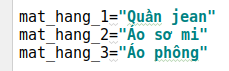 mat_hang_1="Quần jean"
mat_hang_2="Áo sơ mi"
mat_hang_3="Áo phông"